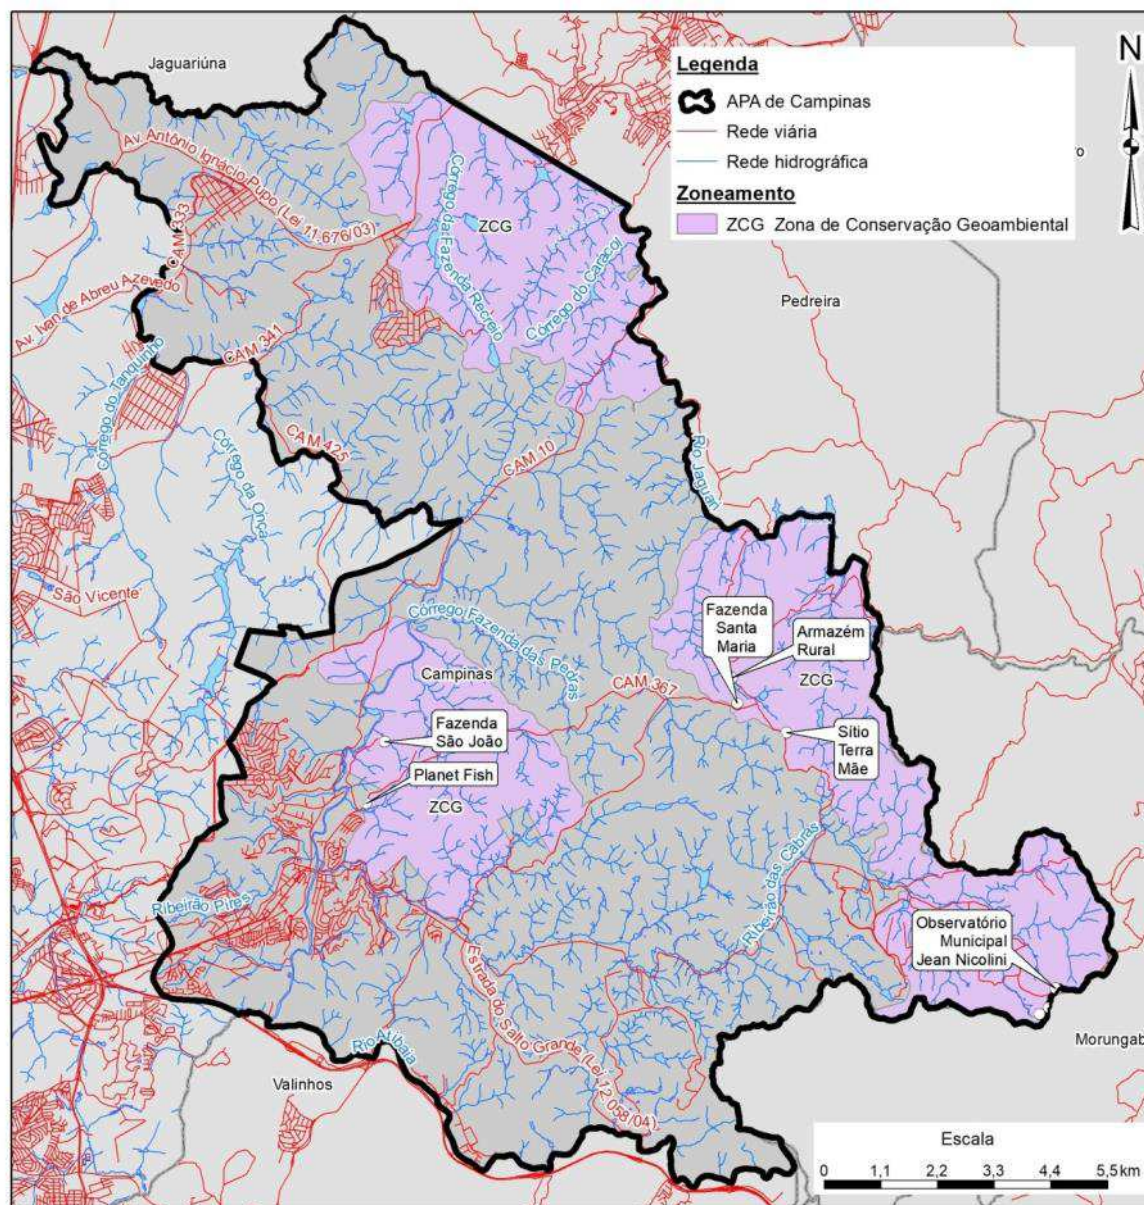 Jaguariúna
N
Legenda
APA de Campinas
Rede viária
Rede hidrográfica
Zoneamento
ZCG Zona de Conservação Geoambiental
Av. Antônio Ignácio Pupo (Lei 11.676/03)
CAM 333
Av. Ivan de Abreu Azevedo
Córrego da Fazenda Recreio
ZCG
Córrego do Caracol
Pedreira
CAM 341
Córrego do Tanquinho
CAM 425
Córrego da Onça
CAM 10
Rio Jaguari
São Vicente
Córrego Fazenda das Pedras
Campinas
Fazenda
Santa
Maria
Armazém
Rural
ZCG
CAM 367
Fazenda
São João
Sítio
Terra
Mãe
Planet Fish
ZCG
Ribeirão das Cabras
Ribeirão Pires
Observatório
Municipal
Jean Nicolini
Estrada do Salto Grande (Lei 12.058/04)
Rio Atibaia
Valinhos
Morungab
Escala
0 1,1 2,2 3,3 4,4 5,5 km